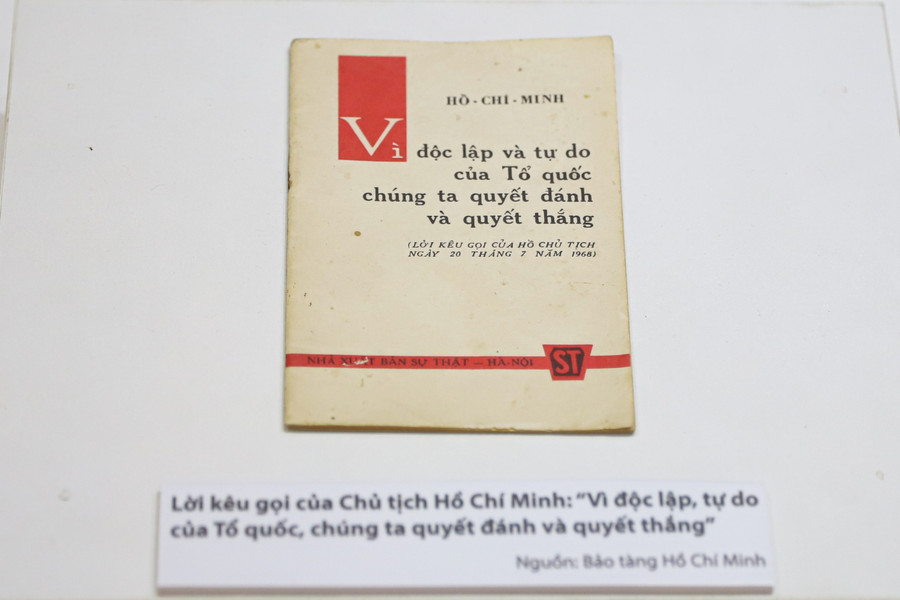 HỒ - CHÍ - MINH
Vì độc lập và tự do
của Tổ quốc
chúng ta quyết đánh
và quyết thắng
(LỜI KÊU GỌI CỦA HỒ CHỦ TỊCH
NGÀY 20 THÁNG 7 NĂM 1968)
NHÀ XUẤT BẢN SỰ THẬT — HÀ-NỘI
ST
Lời kêu gọi của Chủ tịch Hồ Chí Minh: “Vì độc lập, tự do
của Tổ quốc, chúng ta quyết đánh và quyết thắng”
Nguồn: Bảo tàng Hồ Chí Minh